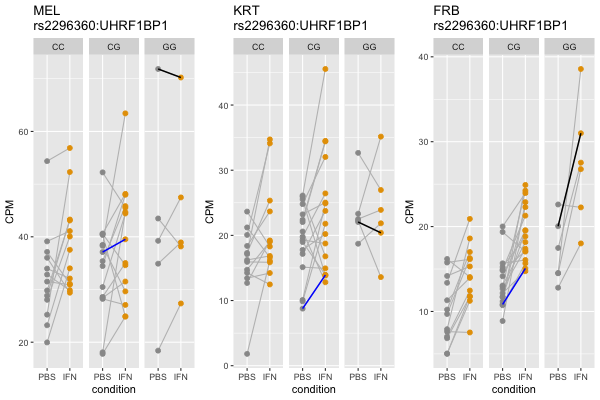 MEL
rs2296360:UHRF1BP1
CC CG GG
CPM
60
40
20
PBS IFN PBS IFN PBS IFN
condition
KRT
rs2296360:UHRF1BP1
CC CG GG
CPM
40
30
20
10
0
PBS IFN PBS IFN PBS IFN
condition
FRB
rs2296360:UHRF1BP1
CC CG GG
CPM
40
30
20
10
PBS IFN PBS IFN PBS IFN
condition